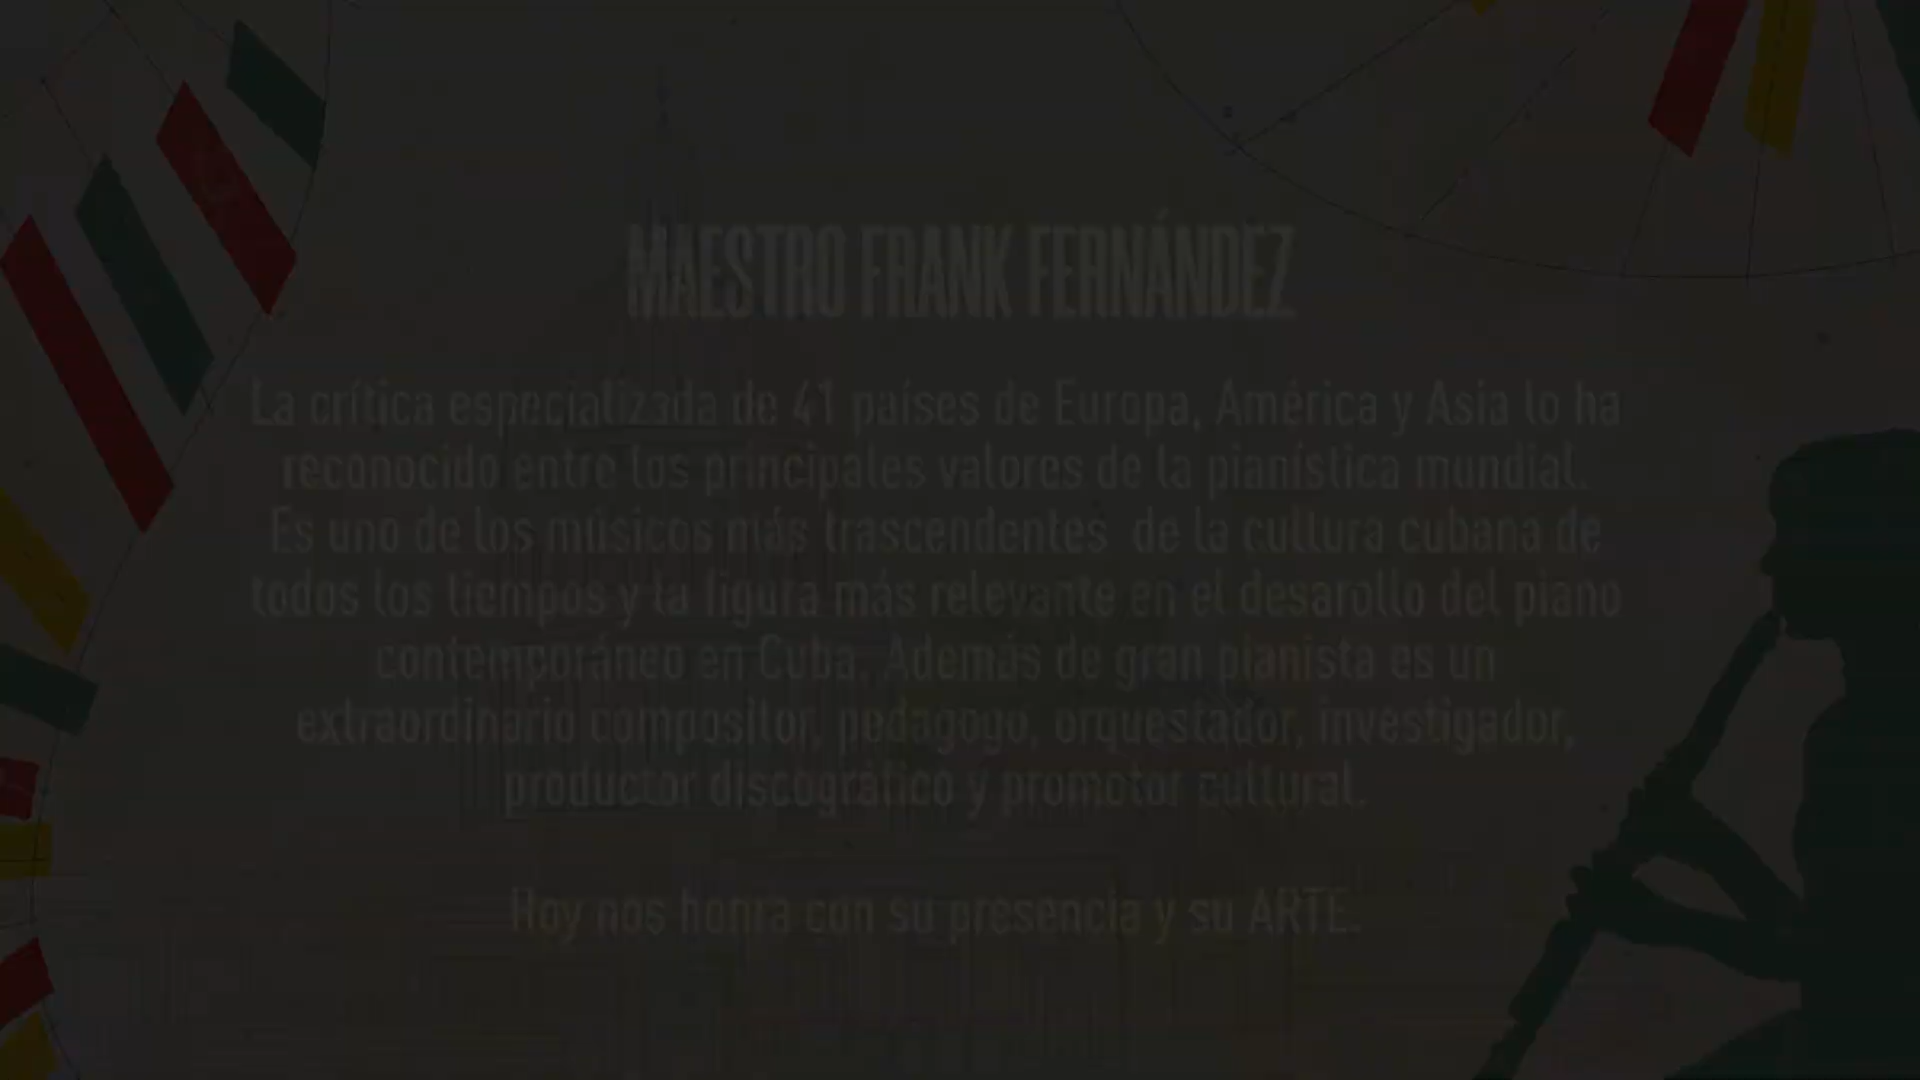 MAESTRO FRANK FERNÁNDEZ
La crítica especializada de 41 países de Europa, América y Asia lo ha
reconocido entre los principales valores de la pianística mundial.
Es uno de los músicos más trascendentes de la cultura cubana de
todos los tiempos y la figura más relevante en el desarollo del piano
contemporáneo en Cuba. Además de gran pianista es un
extraordinario compositor, pedagogo, orquestador, investigador,
productor discográfico y promotor cultural.
Hoy nos honra con su presencia y su ARTE.